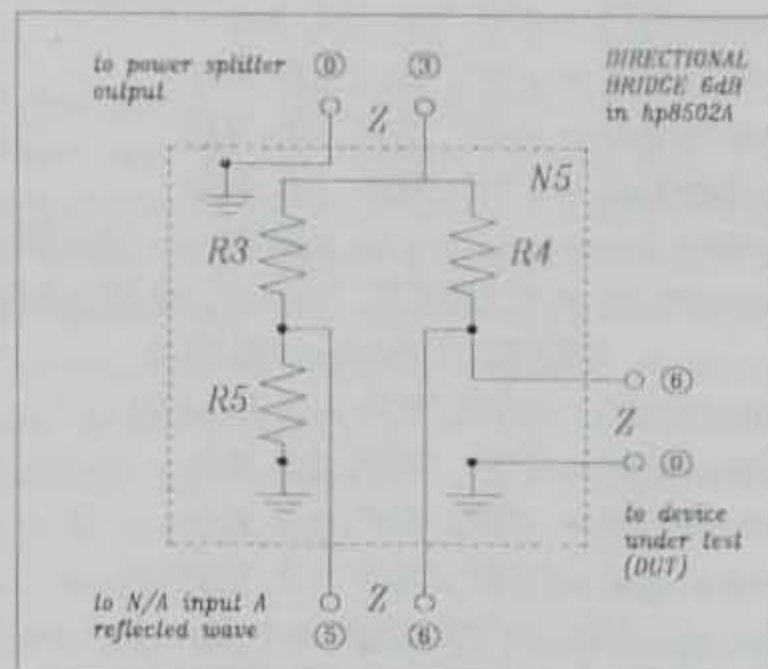 to power splitter
output
⓪ ③
Z
DIRECTIONAL
BRIDGE 6dB
in hp8502A
N5
R3
R4
R5
⑥
Z
⓪
to device
under test
(DUT)
to N/A input A
reflected wave
Z
⑤ ⑥